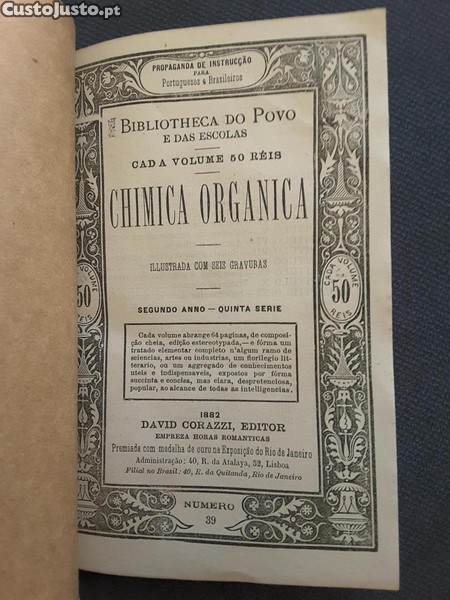 CustoJusto.pt
PROPAGANDA DE INSTRUCÇÃO
PARA
Portuguezes & Brazileiros
BIBLIOTHECA DO POVO
E DAS ESCOLAS
CADA VOLUME 50 RÉIS
CHIMICA ORGANICA
ILLUSTRADA COM SEIS GRAVURAS
CADA VOLUME
50
REIS
50
REIS
SEGUNDO ANNO — QUINTA SERIE
Cada volume abrange 64 paginas, de composi-
ção cheia, edição estereotypada,— e fórma um
tratado elementar completo n'algum ramo de
sciencias, artes ou industrias, um florilegio lit-
terario, ou um aggregado de conhecimentos
uteis e indispensaveis, expostos por fórma
succinta e concisa, mas clara, despretenciosa,
popular, ao alcance de todas as intelligencias.
1882
DAVID CORAZZI, EDITOR
EMPREZA HORAS ROMANTICAS
Premiada com medalha de ouro na Exposição do Rio de Janeiro
Administração: 40, R. da Atalaya, 52, Lisboa
Filial no Brazil: 40, R. da Quitanda, Rio de Janeiro
NUMERO
39